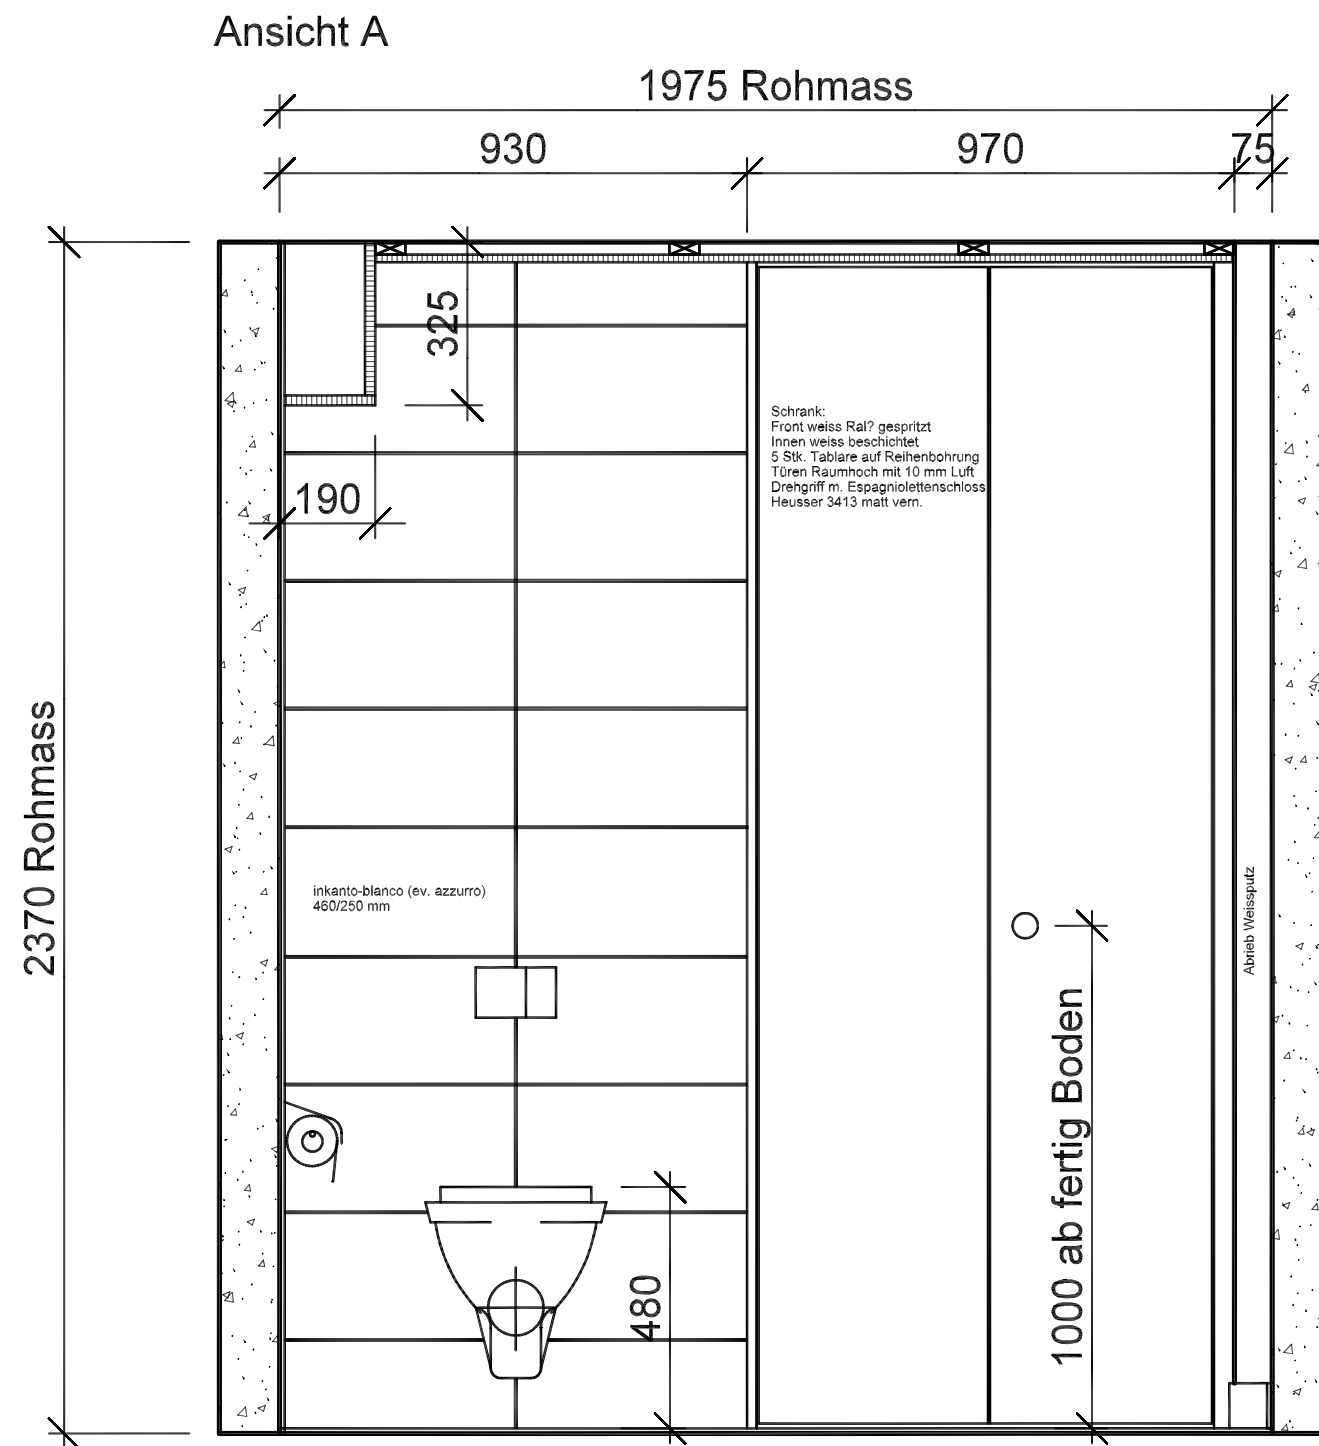 Ansicht A
1975 Rohmass
930
970
75
325
190
Schrank:
Front weiss Ral? gespritzt
Innen weiss beschichtet
5 Stk. Tablare auf Reihenbohrung
Türen Raumhoch mit 10 mm Luft
Drehgriff m. Espagniolettenschloss
Heusser 3413 matt vern.
2370 Rohmass
inkanto-blanco (ev. azzurro)
460/250 mm
Abrieb Weissputz
1000 ab fertig Boden
480